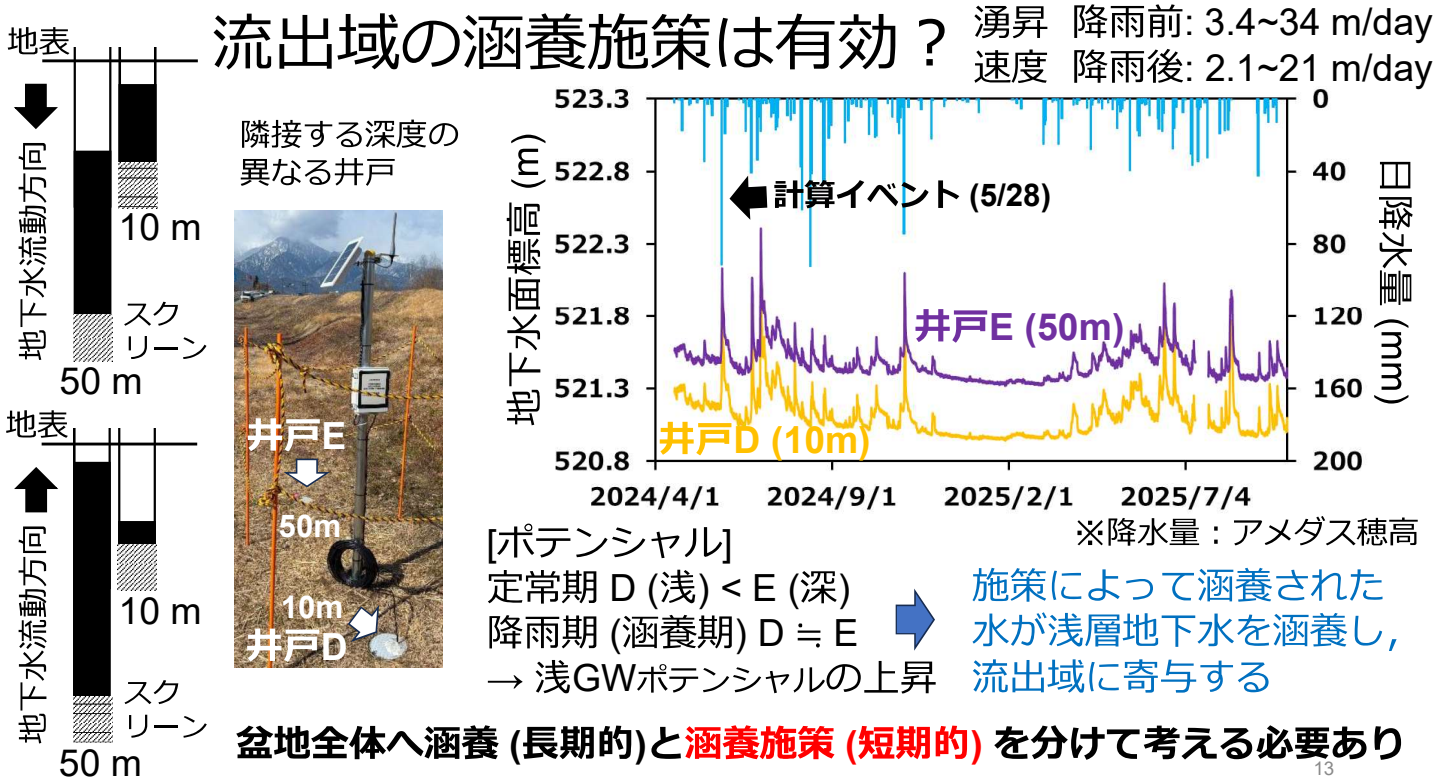 流出域の涵養施策は有効？
湧昇 降雨前: 3.4~34 m/day
速度 降雨後: 2.1~21 m/day
地表
地下水流動方向
10 m
スク
リーン
50 m
地表
地下水流動方向
10 m
スク
リーン
50 m
隣接する深度の
異なる井戸
井戸E
50m
10m
井戸D
地下水面標高 (m)
523.3
522.8
522.3
521.8
521.3
520.8
計算イベント (5/28)
井戸E (50m)
井戸D (10m)
0
40
80
120
160
200
日降水量 (mm)
2024/4/1
2024/9/1
2025/2/1
2025/7/4
※降水量：アメダス穂高
[ポテンシャル]
定常期 D (浅) < E (深)
降雨期 (涵養期) D ≒ E
→ 浅GWポテンシャルの上昇
施策によって涵養された
水が浅層地下水を涵養し,
流出域に寄与する
盆地全体へ涵養 (長期的)と涵養施策 (短期的) を分けて考える必要あり
13